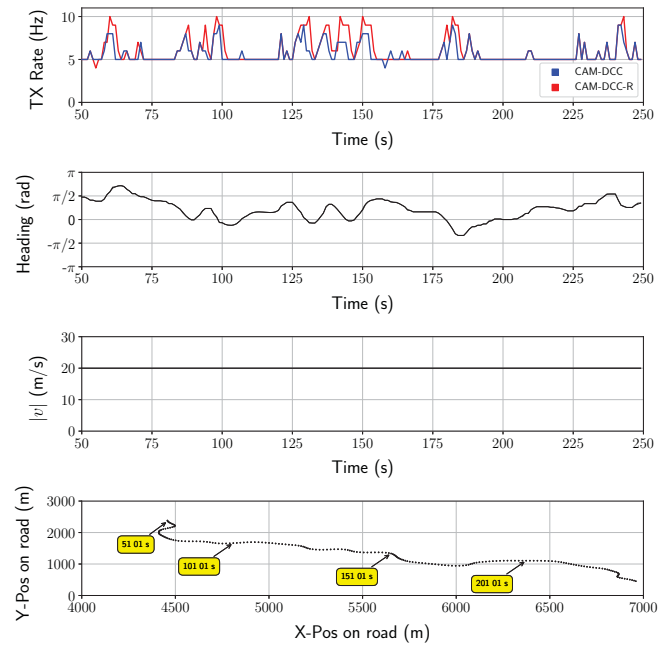 10
5
0
TX Rate (Hz)
CAM-DCC
CAM-DCC-R
50 75 100 125 150 175 200 225 250
Time (s)
π
π/2
0
-π/2
-π
Heading (rad)
50 75 100 125 150 175 200 225 250
Time (s)
30
20
10
0
|v| (m/s)
50 75 100 125 150 175 200 225 250
Time (s)
3000
2000
1000
0
Y-Pos on road (m)
51 01 s
101 01 s
151 01 s
201 01 s
4000 4500 5000 5500 6000 6500 7000
X-Pos on road (m)